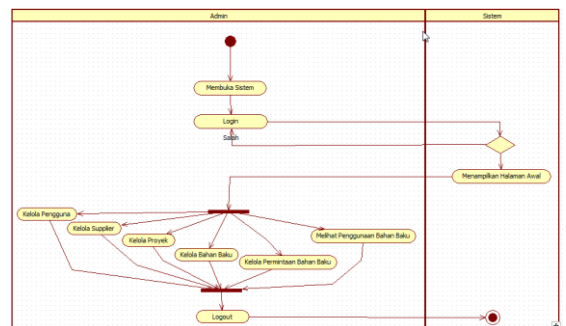 Admin
Sistem
Membuka Sistem
Login
Salah
Menampilkan Halaman Awal
Kelola Pengguna
Kelola Supplier
Kelola Proyek
Melihat Penggunaan Bahan Baku
Kelola Bahan Baku
Kelola Permintaan Bahan Baku
Logout